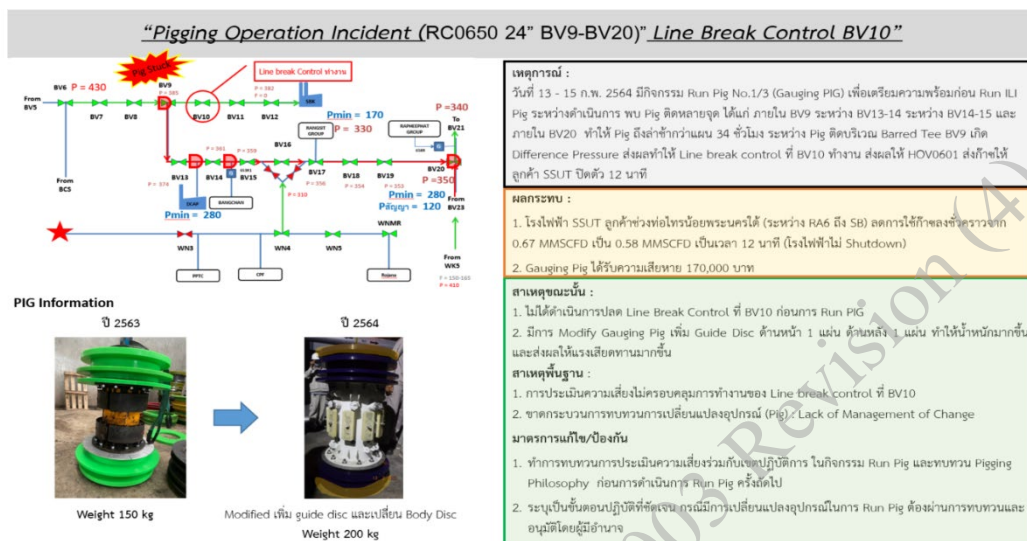 "Pigging Operation Incident (RC0650 24" BV9-BV20)" Line Break Control BV10"
Pig Stuck
Line break Control ทำงาน
BV6 P = 430
BV9
P = 385
P = 382
P = 0
From
BV5
BV7
BV8
BV10
BV11
BV12
SSK
Pmin = 170
P = 330
P =340
To
BV21
RANGSIT
GROUP
RAPHEPHAT
GROUP
BV16
P = 361
P = 359
BV13
BV14
BV15
BV17
BV18
BV19
BV20
P = 374
P = 356
P = 354
P = 353
P =350
From
BCS
BANGCHAN
Pmin = 280
P = 310
Pmin = 280
Pสัญญา = 120
From
BV23
WNMR
WN3
WN4
WN5
CPF
Rojana
From
WK5
P = 150-165
P = 418
PIG Information
ปี 2563
ปี 2564
Weight 150 kg
Modified เพิ่ม guide disc และเปลี่ยน Body Disc
Weight 200 kg
เหตุการณ์ :
วันที่ 13 - 15 ก.พ. 2564 มีกิจกรรม Run Pig No.1/3 (Gauging PIG) เพื่อเตรียมความพร้อมก่อน Run ILI
Pig ระหว่างดำเนินการ พบ Pig ติดหลายจุด ได้แก่ ภายใน BV9 ระหว่าง BV13-14 ระหว่าง BV14-15 และ
ภายใน BV20 ทำให้ Pig ถึงล่าช้ากว่าแผน 34 ชั่วโมง ระหว่าง Pig ติดบริเวณ Barred Tee BV9 เกิด
Difference Pressure ส่งผลทำให้ Line break control ที่ BV10 ทำงาน ส่งผลให้ HOV0601 ส่งก๊าซให้
ลูกค้า SSUT ปิดตัว 12 นาที
ผลกระทบ :
1. โรงไฟฟ้า SSUT ลูกค้าช่วงท่อไทรน้อยพระนครใต้ (ระหว่าง RA6 ถึง SB) ลดการใช้ก๊าซลงชั่วคราวจาก
0.67 MMSCFD เป็น 0.58 MMSCFD เป็นเวลา 12 นาที (โรงไฟฟ้าไม่ Shutdown)
2. Gauging Pig ได้รับความเสียหาย 170,000 บาท
สาเหตุขณะนั้น :
1. ไม่ได้ดำเนินการปลด Line Break Control ที่ BV10 ก่อนการ Run PIG
2. มีการ Modify Gauging Pig เพิ่ม Guide Disc ด้านหน้า 1 แผ่น ด้านหลัง 1 แผ่น ทำให้น้ำหนักมากขึ้น
และส่งผลให้แรงเสียดทานมากขึ้น
สาเหตุพื้นฐาน :
1. การประเมินความเสี่ยงไม่ครอบคลุมการทำงานของ Line break control ที่ BV10
2. ขาดกระบวนการทบทวนการเปลี่ยนแปลงอุปกรณ์ (Pig) : Lack of Management of Change
มาตรการแก้ไข/ป้องกัน
1. ทำการทบทวนการประเมินความเสี่ยงร่วมกับเขตปฏิบัติการ ในกิจกรรม Run Pig และทบทวน Pigging
Philosophy ก่อนการดำเนินการ Run Pig ครั้งถัดไป
2. ระบุเป็นขั้นตอนปฏิบัติที่ชัดเจน กรณีมีการเปลี่ยนแปลงอุปกรณ์ในการ Run Pig ต้องผ่านการทบทวนและ
อนุมัติโดยผู้มีอำนาจ
003 Revision (4)